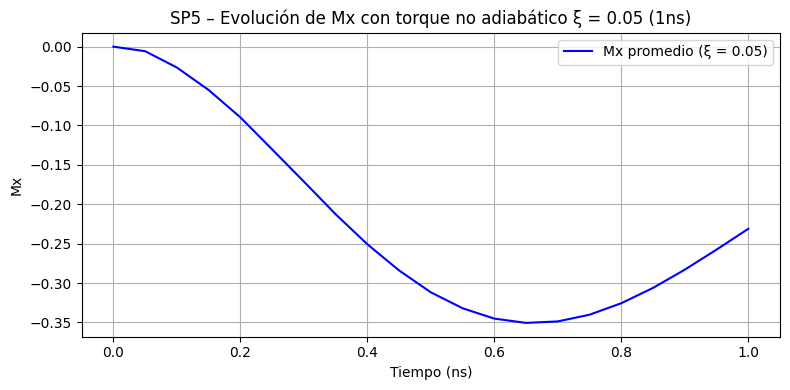 SP5 – Evolución de Mx con torque no adiabático ξ = 0.05 (1ns)
Mx promedio (ξ = 0.05)
0.00
−0.05
−0.10
−0.15
−0.20
−0.25
−0.30
−0.35
Mx
0.0 0.2 0.4 0.6 0.8 1.0
Tiempo (ns)